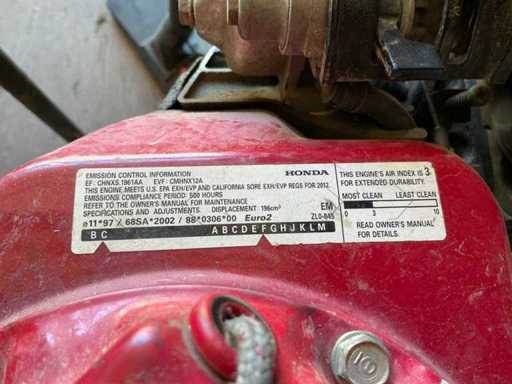 EMISSION CONTROL INFORMATION HONDA
EF: CHNXS.1961AA EVF: CMHNX12A
THIS ENGINE MEETS U.S. EPA EXH/EVP AND CALIFORNIA SORE EXH/EVP REGS FOR 2012.
EMISSIONS COMPLIANCE PERIOD: 500 HOURS
REFER TO THE OWNER'S MANUAL FOR MAINTENANCE
SPECIFICATIONS AND ADJUSTMENTS. DISPLACEMENT: 196cm³ EM
e11*97 / 68SA*2002 / 88*0306*00 Euro2 ZL0-845
B C A B C D E F G H J K L M
THIS ENGINE'S AIR INDEX IS 3
FOR EXTENDED DURABILITY.
MOST CLEAN LEAST CLEAN
0 3 10
READ OWNER'S MANUAL
FOR DETAILS.
10